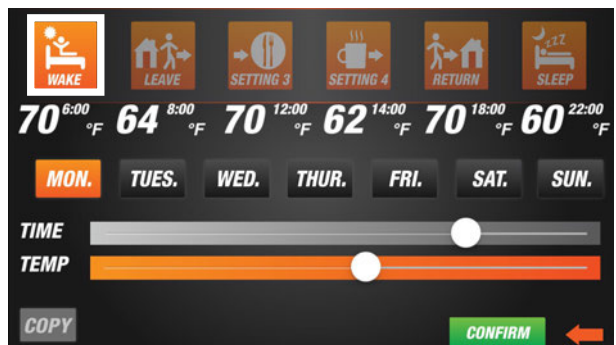 zzz
WAKE LEAVE SETTING 3 SETTING 4 RETURN SLEEP
70 6:00 °F 64 8:00 °F 70 12:00 °F 62 14:00 °F 70 18:00 °F 60 22:00 °F
MON. TUES. WED. THUR. FRI. SAT. SUN.
TIME
TEMP
COPY CONFIRM